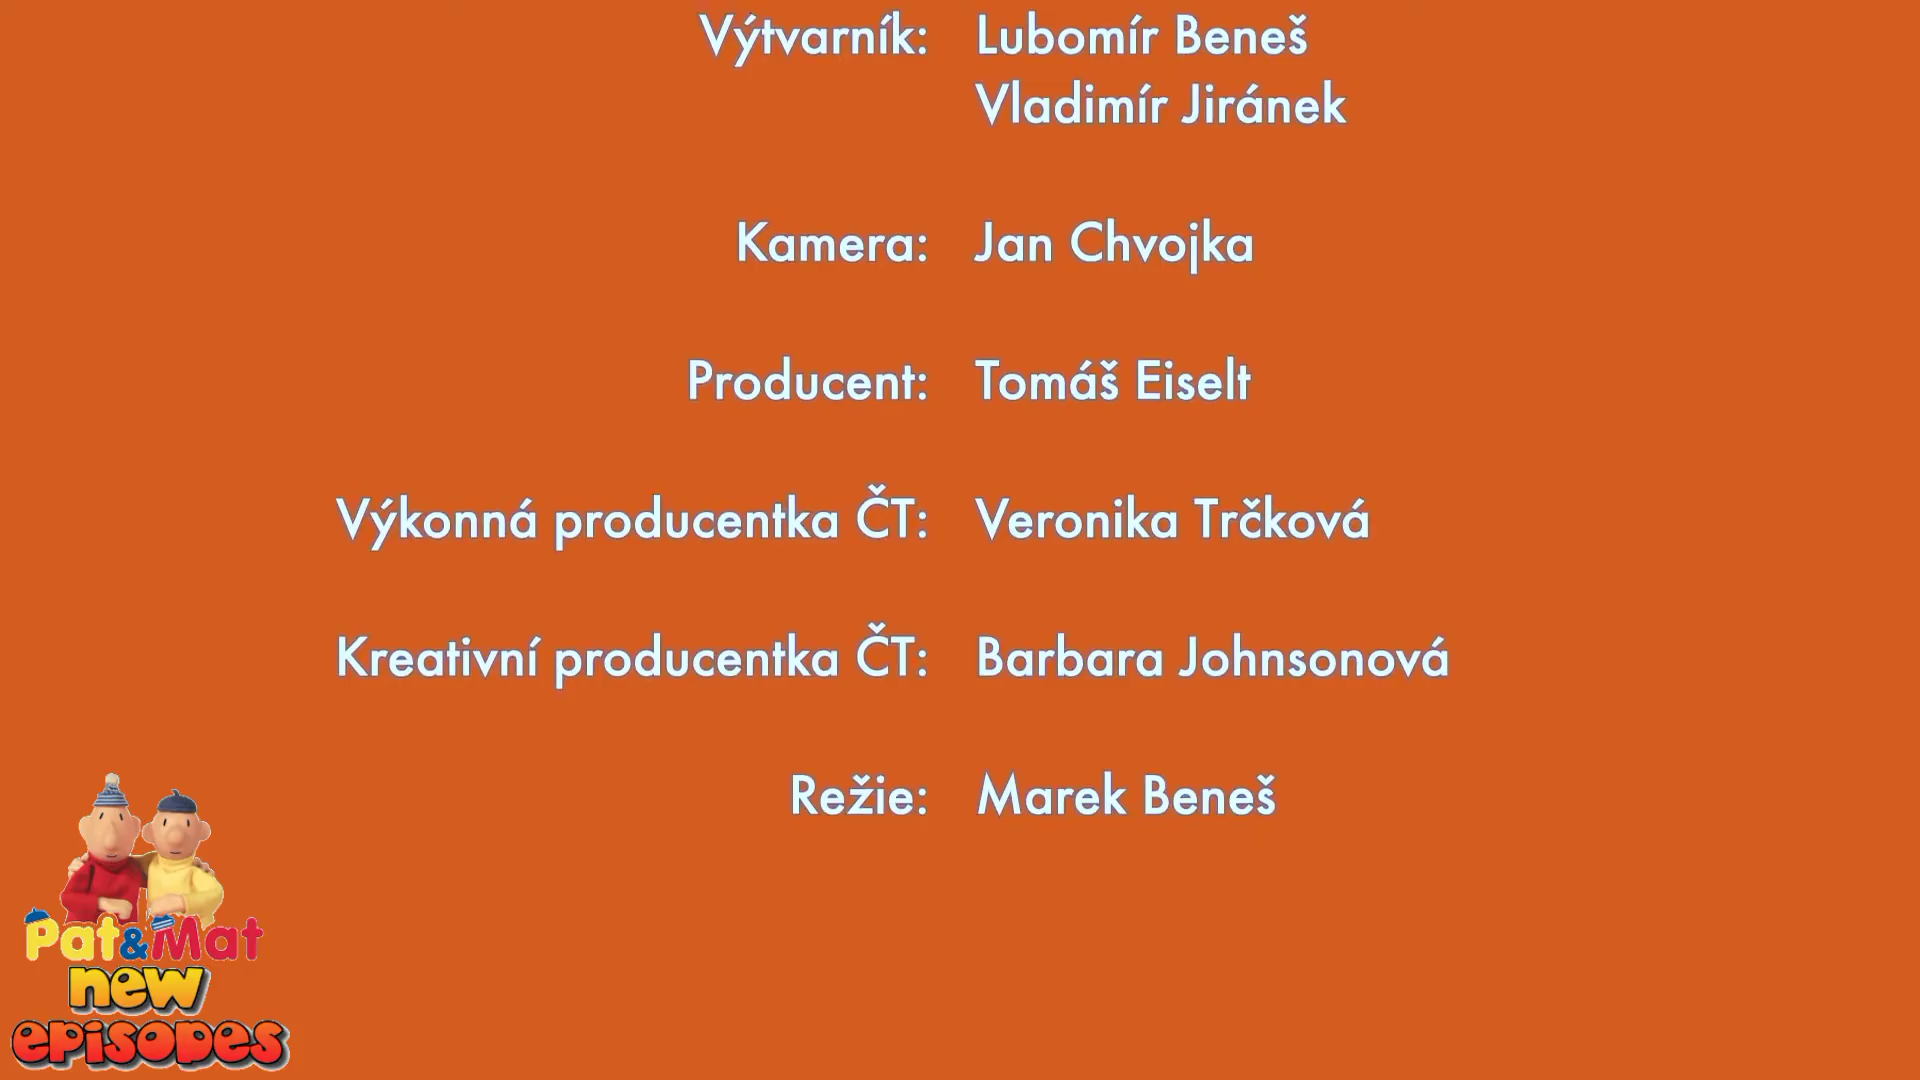 Výtvarník: Lubomír Beneš
Vladimír Jiránek
Kamera: Jan Chvojka
Producent: Tomáš Eiselt
Výkonná producentka ČT: Veronika Trčková
Kreativní producentka ČT: Barbara Johnsonová
Režie: Marek Beneš
Pat&Mat
new
episodes